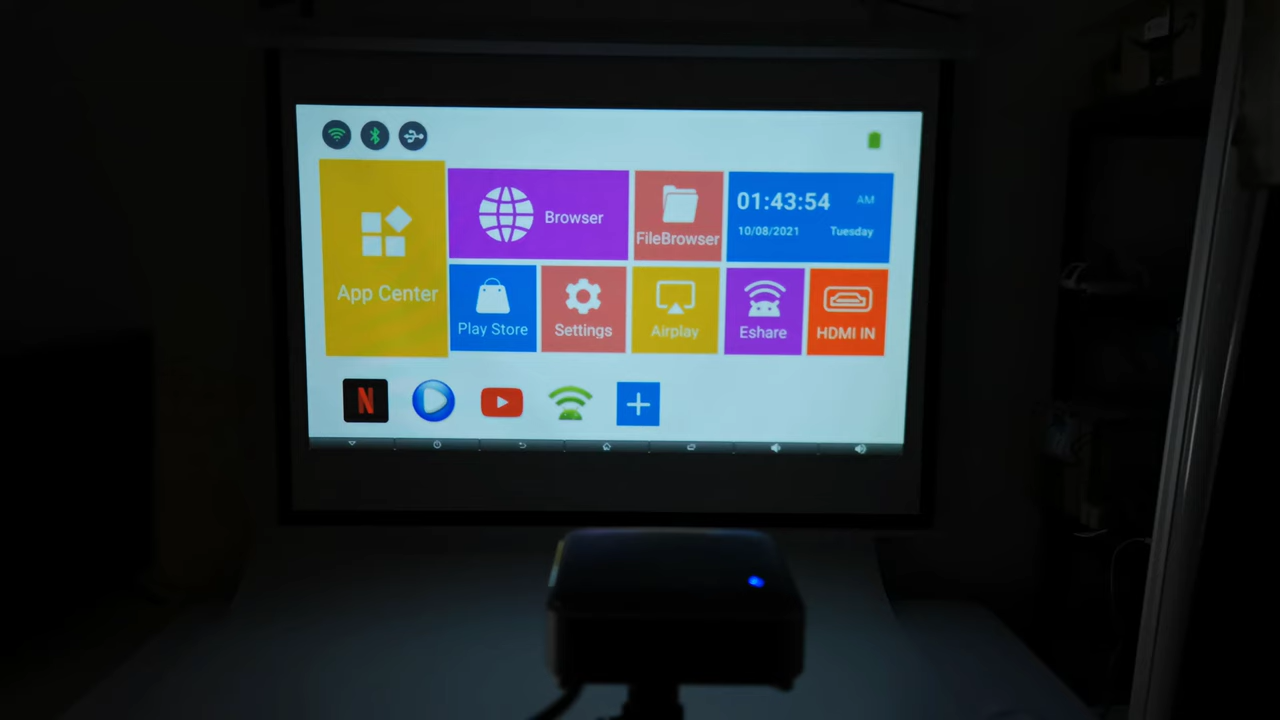 App Center
Browser
FileBrowser
01:43:54 AM
10/08/2021 Tuesday
Play Store
Settings
Airplay
Eshare
HDMI IN
N